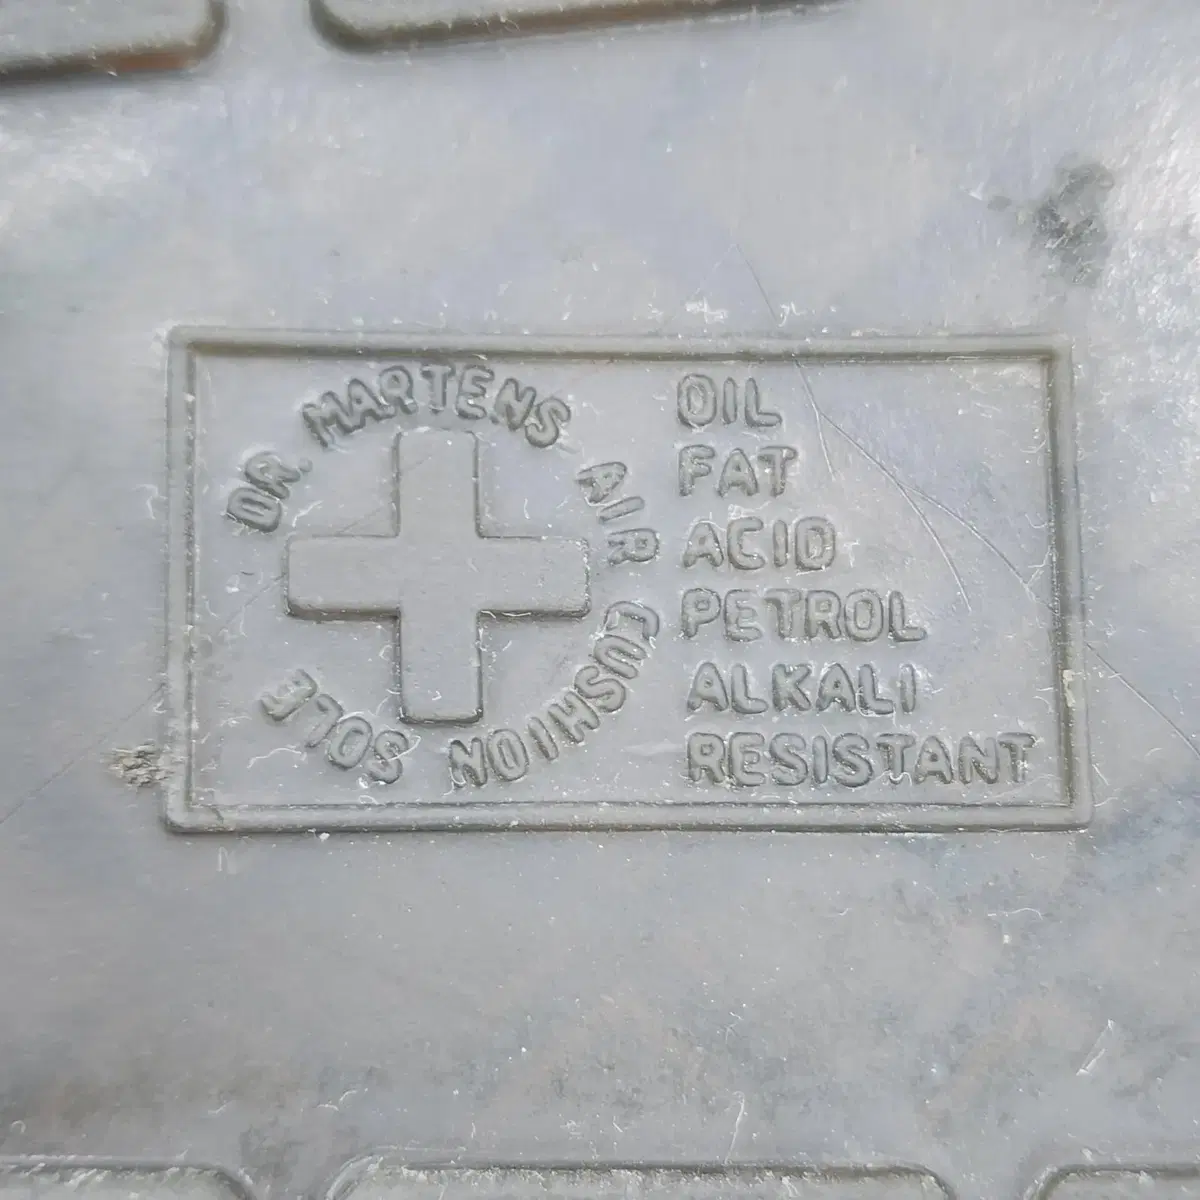 DR. MARTENS AIR CUSHION SOLE
OIL
FAT
ACID
PETROL
ALKALI
RESISTANT